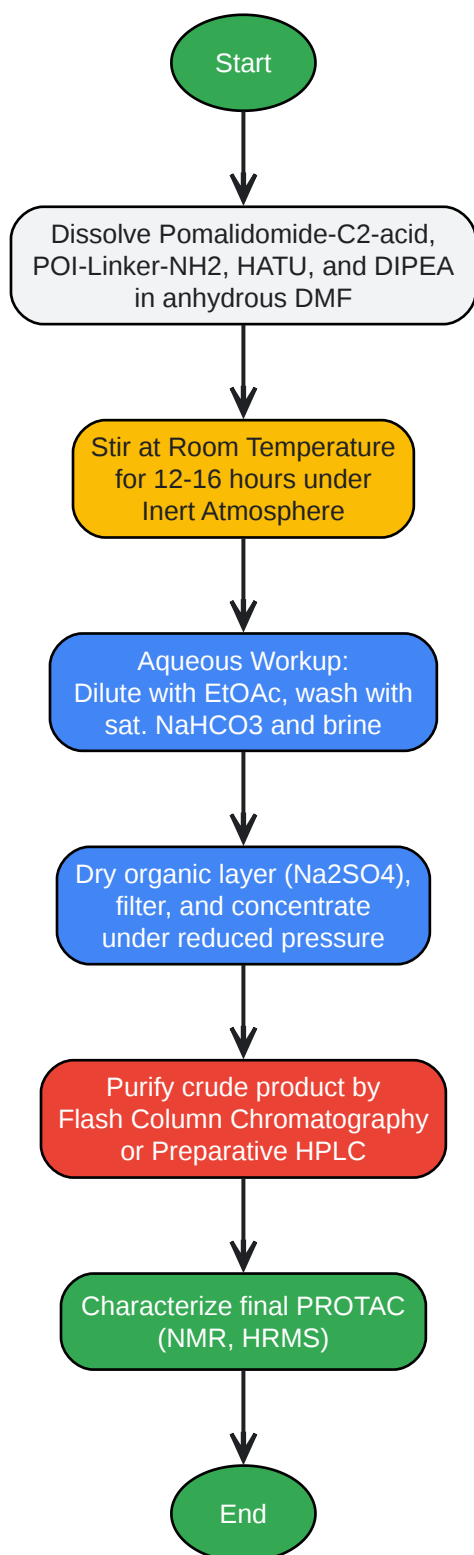 Start
Dissolve Pomalidomide-C2-acid,
POI-Linker-NH2, HATU, and DIPEA
in anhydrous DMF
Stir at Room Temperature
for 12-16 hours under
Inert Atmosphere
Aqueous Workup:
Dilute with EtOAc, wash with
sat. NaHCO3 and brine
Dry organic layer (Na2SO4),
filter, and concentrate
under reduced pressure
Purify crude product by
Flash Column Chromatography
or Preparative HPLC
Characterize final PROTAC
(NMR, HRMS)
End